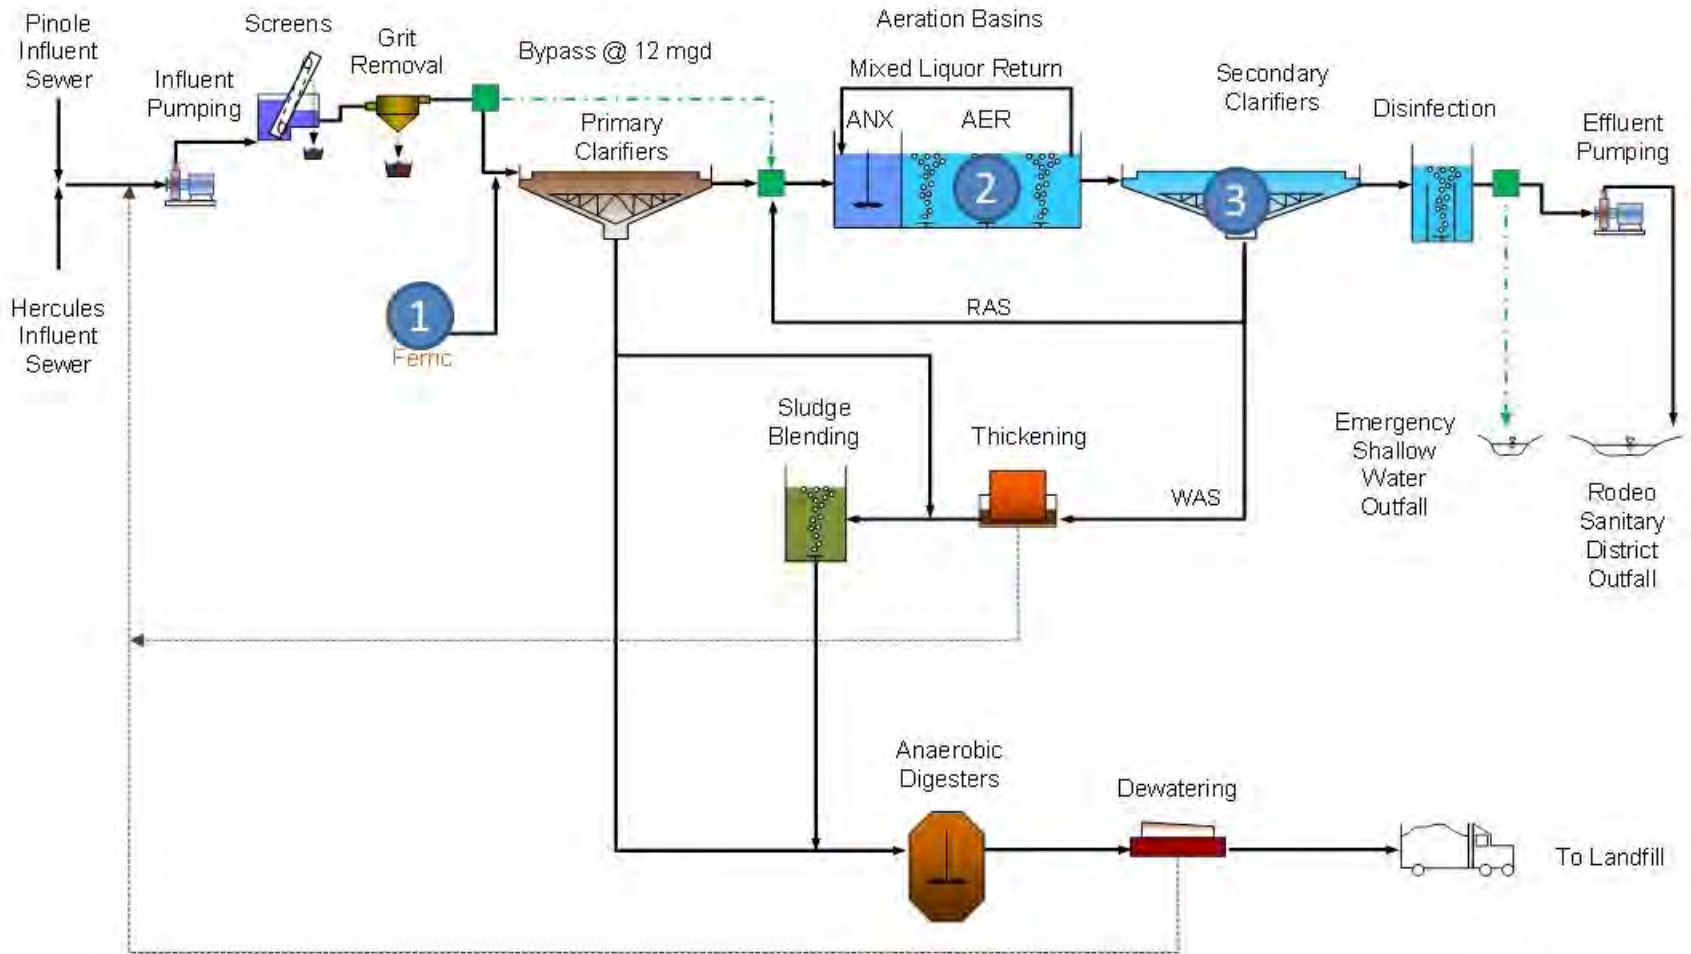 Pinole
Influent
Sewer
Screens
Grit
Removal
Influent
Pumping
Bypass @ 12 mgd
Primary
Clarifiers
Aeration Basins
Mixed Liquor Return
ANX
AER
2
Secondary
Clarifiers
3
Disinfection
Effluent
Pumping
Hercules
Influent
Sewer
1
Ferric
RAS
Sludge
Blending
Thickening
WAS
Emergency
Shallow
Water
Outfall
Rodeo
Sanitary
District
Outfall
Anaerobic
Digesters
Dewatering
To Landfill